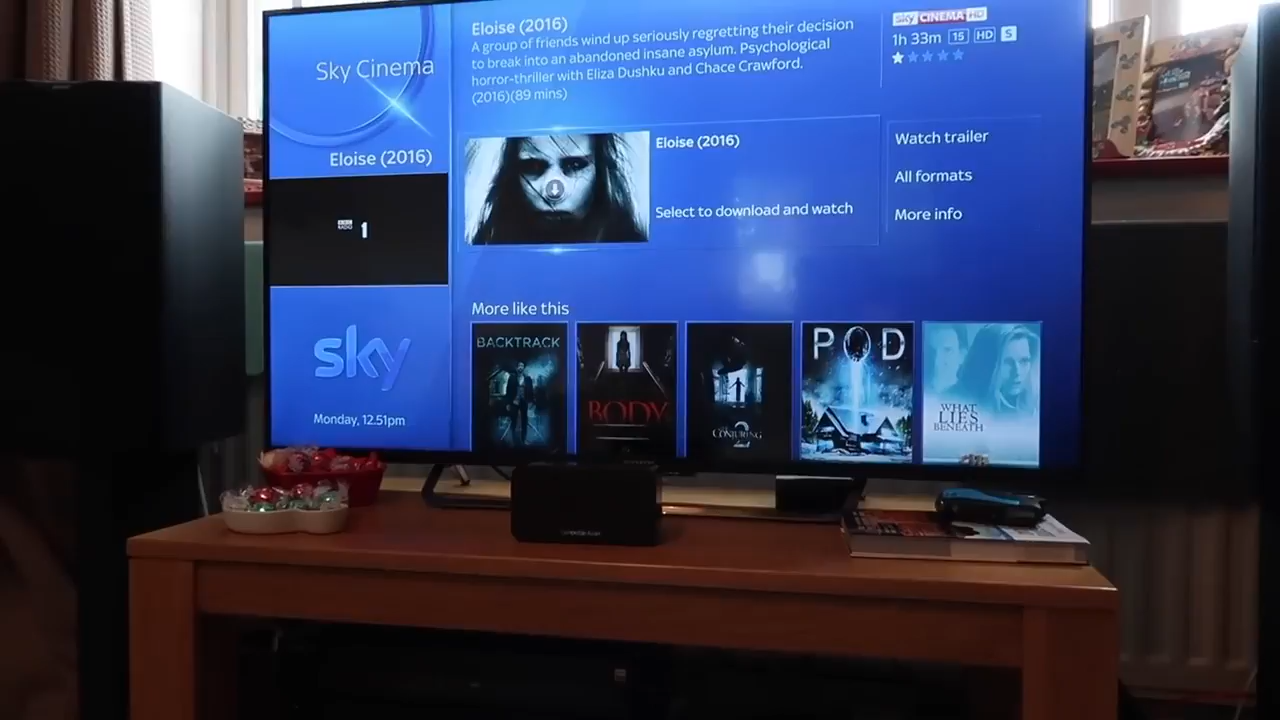 Sky Cinema
Eloise (2016)
BBC
RADIO
1
sky
Monday, 12.51pm
Eloise (2016)
A group of friends wind up seriously regretting their decision
to break into an abandoned insane asylum. Psychological
horror-thriller with Eliza Dushku and Chace Crawford.
(2016)(89 mins)
sky CINEMA HD
1h 33m 15 HD S
Eloise (2016)
Select to download and watch
Watch trailer
All formats
More info
More like this
BACKTRACK
BODY
THE
CONJURING
2
POD
WHAT
LIES
BENEATH